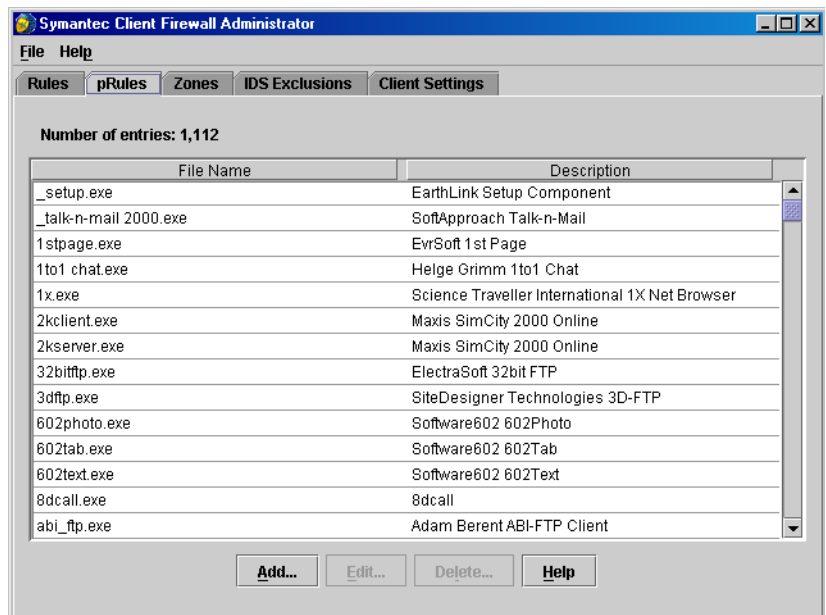 Symantec Client Firewall Administrator
File Help
Rules pRules Zones IDS Exclusions Client Settings
Number of entries: 1,112
File Name Description
_setup.exe EarthLink Setup Component
_talk-n-mail 2000.exe SoftApproach Talk-n-Mail
1stpage.exe EvrSoft 1st Page
1to1 chat.exe Helge Grimm 1to1 Chat
1x.exe Science Traveller International 1X Net Browser
2kclient.exe Maxis SimCity 2000 Online
2kserver.exe Maxis SimCity 2000 Online
32bitftp.exe ElectraSoft 32bit FTP
3dftp.exe SiteDesigner Technologies 3D-FTP
602photo.exe Software602 602Photo
602tab.exe Software602 602Tab
602text.exe Software602 602Text
8dcall.exe 8dcall
abi_ftp.exe Adam Berent ABI-FTP Client
Add... Edit... Delete... Help